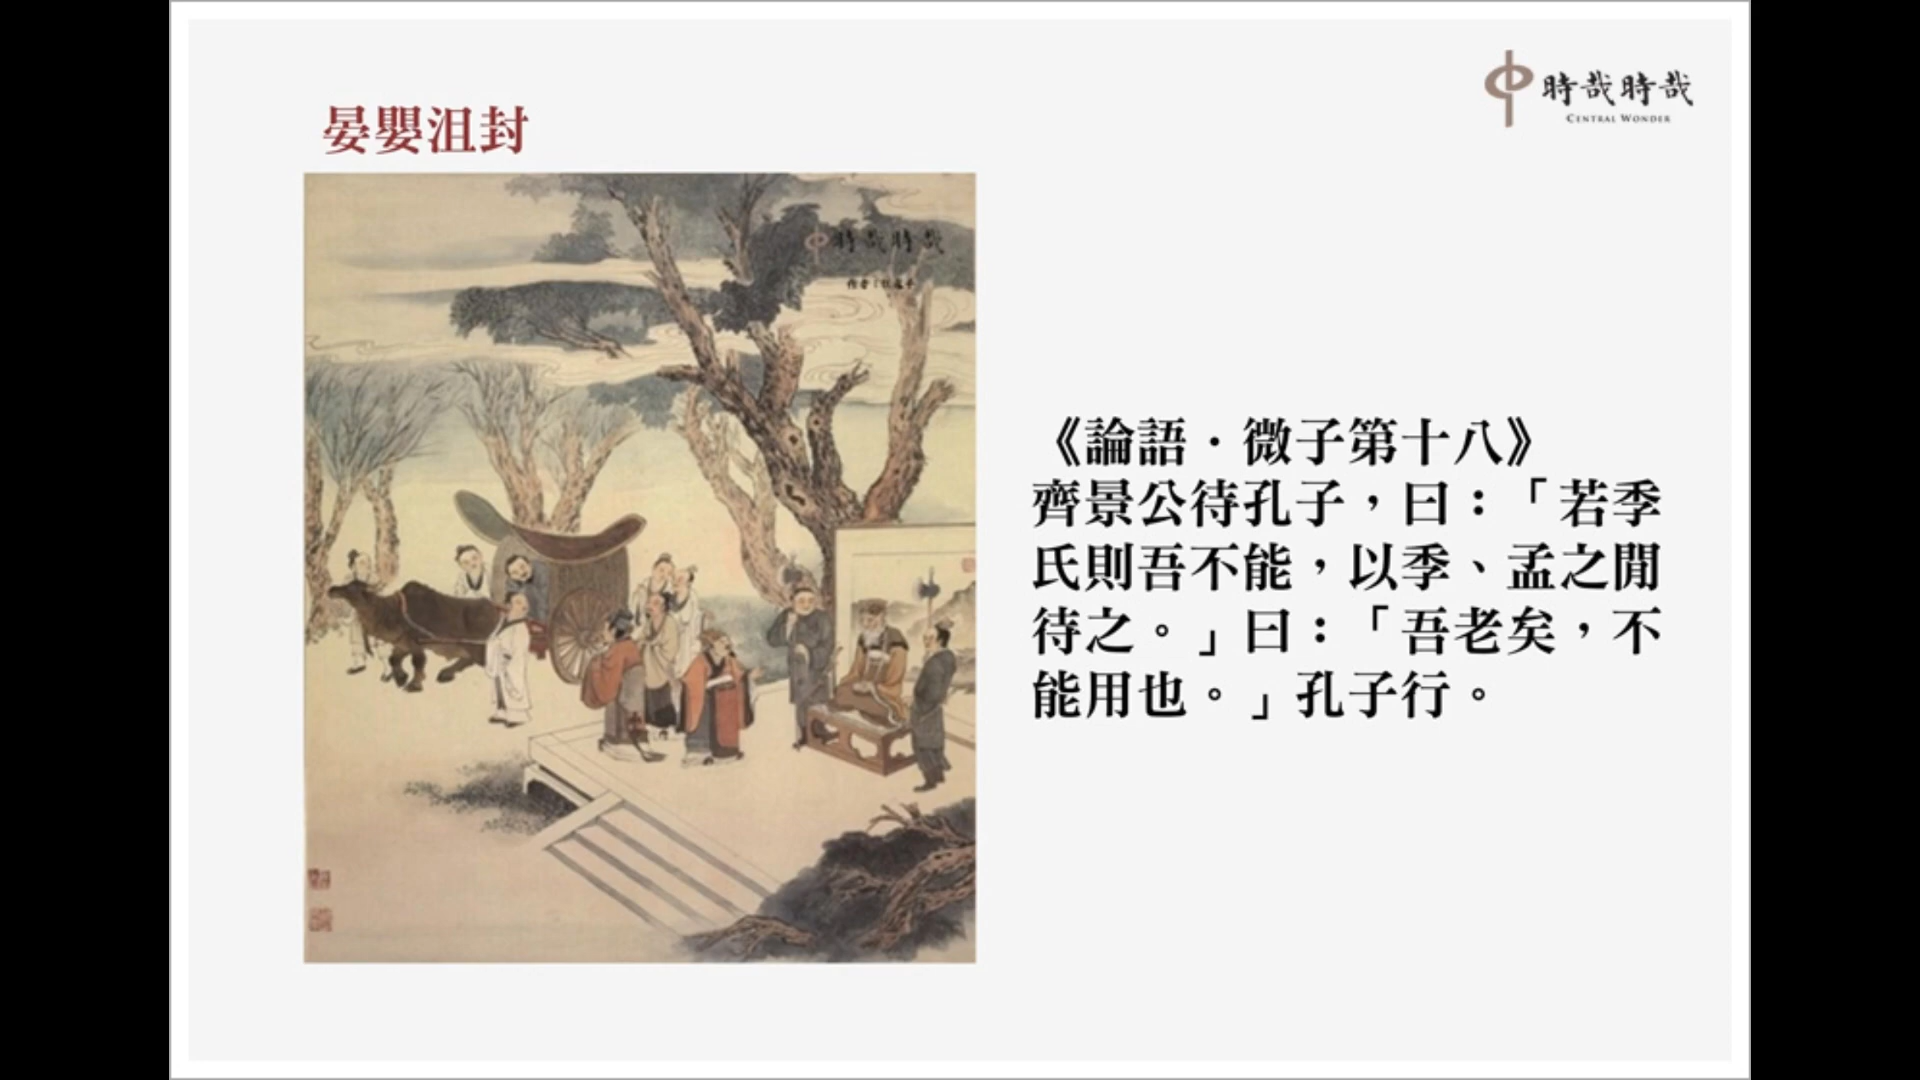 時哉時哉
CENTRAL WONDER
晏嬰沮封
時哉時哉
《論語．微子第十八》
齊景公待孔子，曰：「若季
氏則吾不能，以季、孟之閒
待之。」曰：「吾老矣，不
能用也。」孔子行。